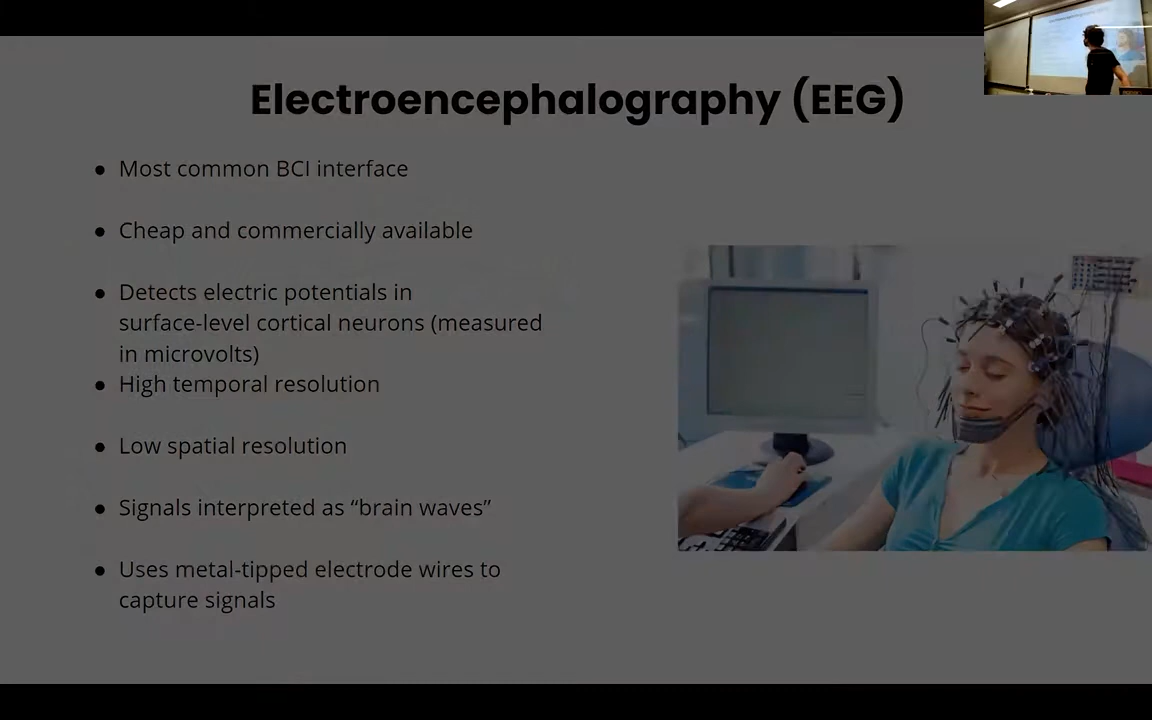 Electroencephalography (EEG)
● Most common BCI interface
● Cheap and commercially available
● Detects electric potentials in
surface-level cortical neurons (measured
in microvolts)
● High temporal resolution
● Low spatial resolution
● Signals interpreted as “brain waves”
● Uses metal-tipped electrode wires to
capture signals